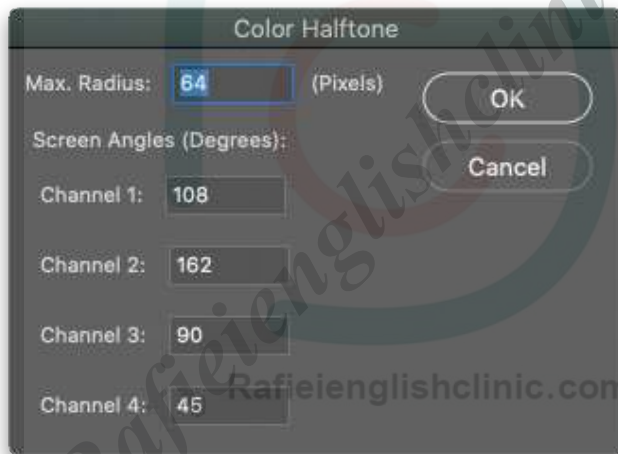 Color Halftone
Max. Radius: 64 (Pixels) OK
Screen Angles (Degrees):
Cancel
Channel 1: 108
Channel 2: 162
Channel 3: 90
Channel 4: 45
Rafieienglishclinic.com
Rafieienglishclini